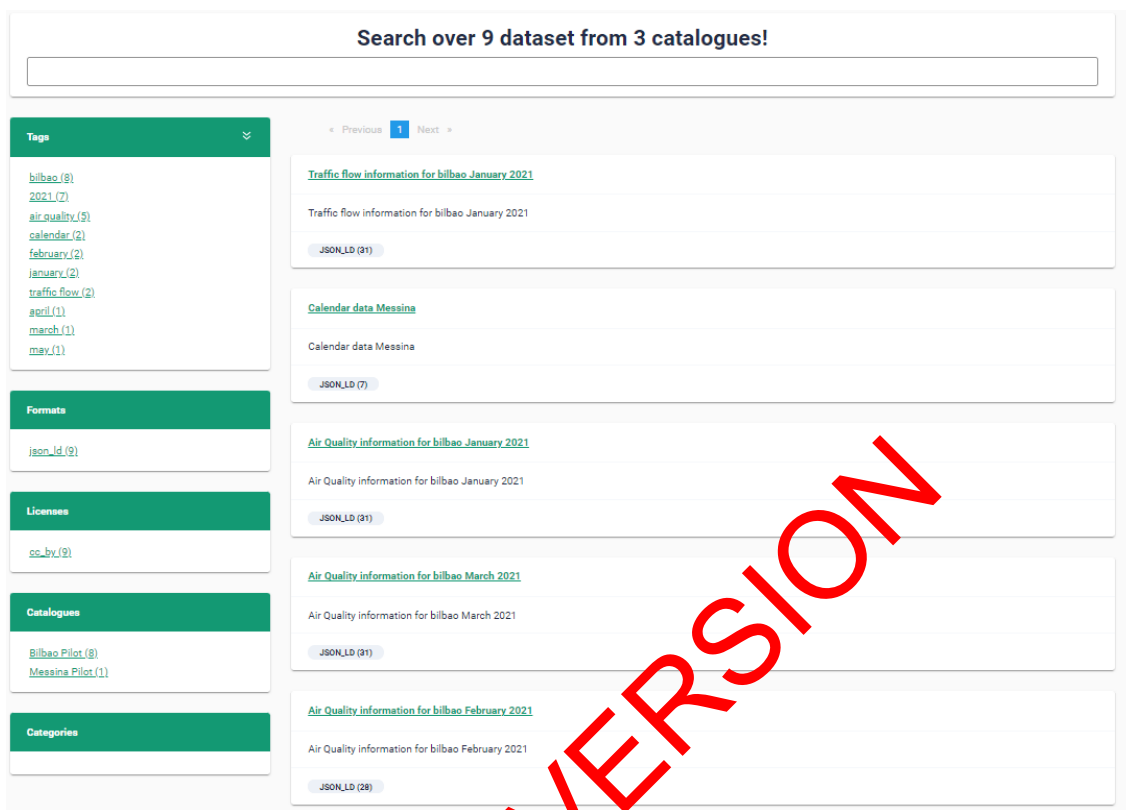 Search over 9 dataset from 3 catalogues!
Tags
bilbao (8)
2021 (7)
air quality (5)
calendar (2)
february (2)
january (2)
traffic flow (2)
april (1)
march (1)
may (1)
Formats
json_ld (9)
Licenses
cc_by (9)
Catalogues
Bilbao Pilot (8)
Messina Pilot (1)
Categories
« Previous 1 Next »
Traffic flow information for bilbao January 2021
Traffic flow information for bilbao January 2021
JSON_LD (31)
Calendar data Messina
Calendar data Messina
JSON_LD (7)
Air Quality information for bilbao January 2021
Air Quality information for bilbao January 2021
JSON_LD (31)
Air Quality information for bilbao March 2021
Air Quality information for bilbao March 2021
JSON_LD (31)
Air Quality information for bilbao February 2021
Air Quality information for bilbao February 2021
JSON_LD (28)
VERSION